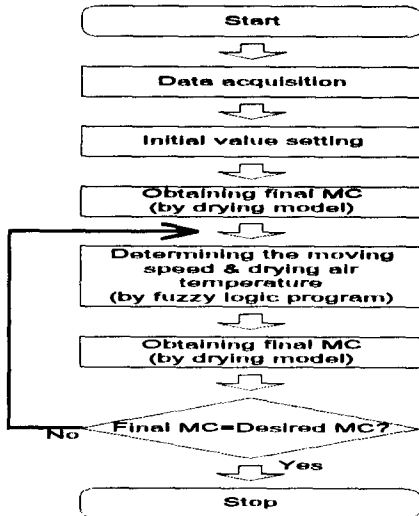 Start
Data acquisition
Initial value setting
Obtaining final MC
(by drying model)
Determining the moving
speed & drying air
temperature
(by fuzzy logic program)
Obtaining final MC
(by drying model)
Final MC=Desired MC?
No
Yes
Stop